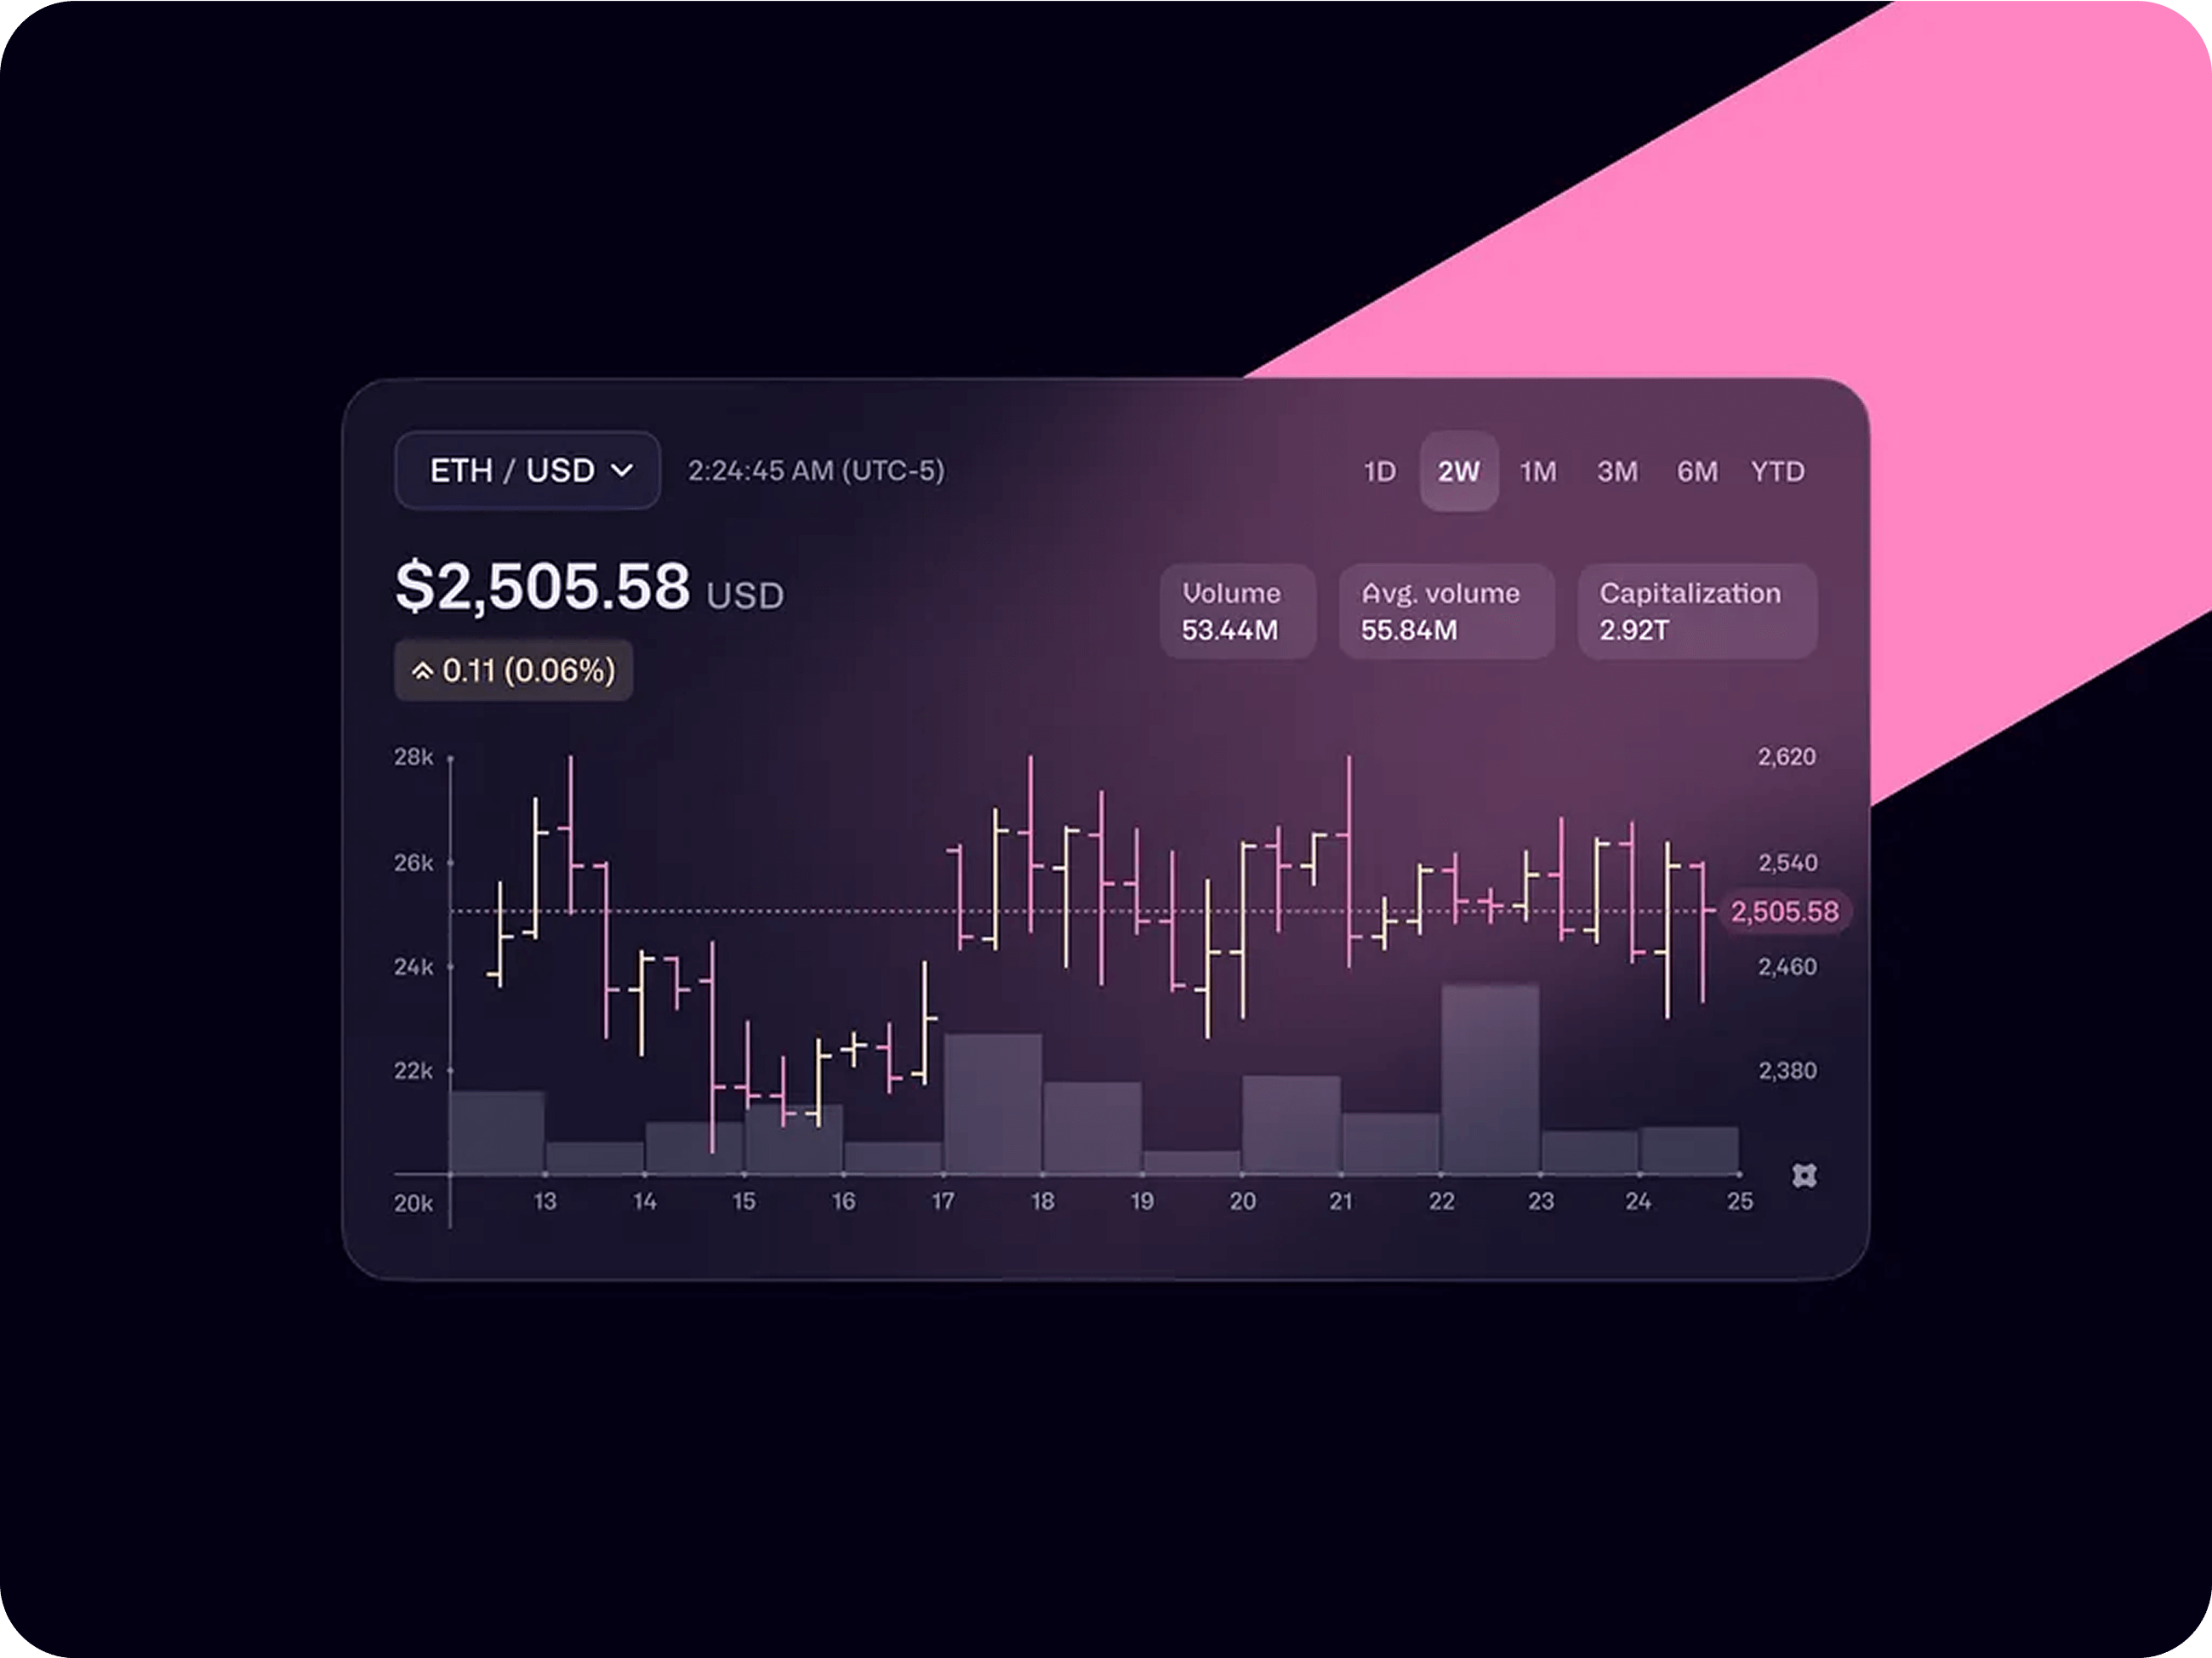 ETH / USD
2:24:45 AM (UTC-5)
1D 2W 1M 3M 6M YTD
$2,505.58 USD
0.11 (0.06%)
Volume
53.44M
Avg. volume
55.84M
Capitalization
2.92T
28k
26k
24k
22k
20k
2,620
2,540
2,505.58
2,460
2,380
13 14 15 16 17 18 19 20 21 22 23 24 25